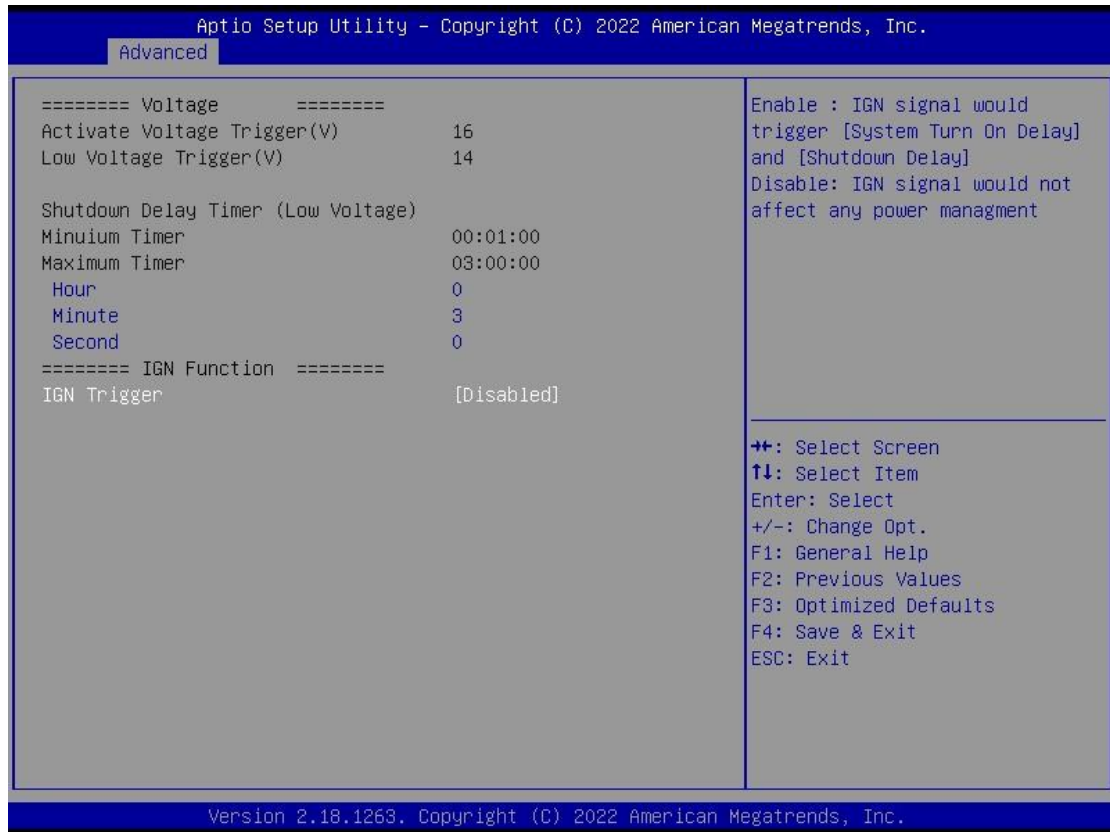 Aptio Setup Utility – Copyright (C) 2022 American Megatrends, Inc.
Advanced
======== Voltage ========
Activate Voltage Trigger(V) 16
Low Voltage Trigger(V) 14
Shutdown Delay Timer (Low Voltage)
Minuium Timer 00:01:00
Maximum Timer 03:00:00
Hour 0
Minute 3
Second 0
======== IGN Function ========
IGN Trigger [Disabled]
Enable : IGN signal would
trigger [System Turn On Delay]
and [Shutdown Delay]
Disable: IGN signal would not
affect any power managment
→←: Select Screen
↑↓: Select Item
Enter: Select
+/-: Change Opt.
F1: General Help
F2: Previous Values
F3: Optimized Defaults
F4: Save & Exit
ESC: Exit
Version 2.18.1263. Copyright (C) 2022 American Megatrends, Inc.